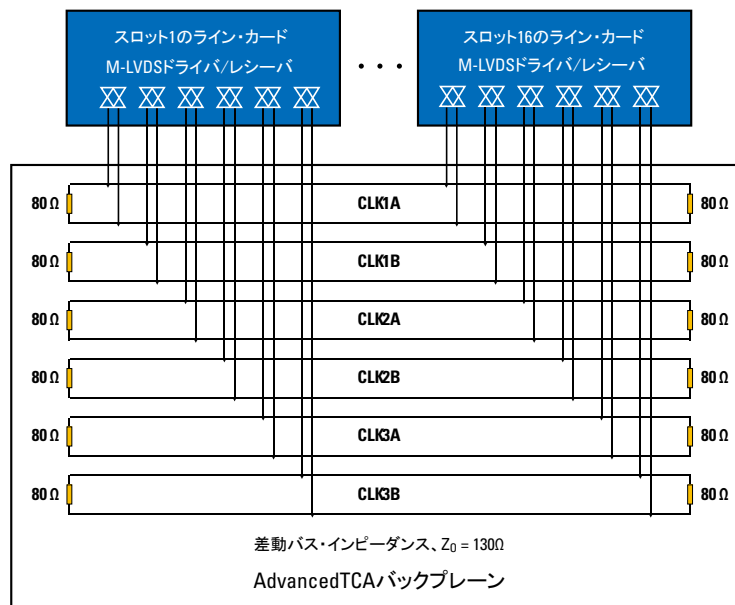 スロット1のライン・カード
M-LVDSドライバ/レシーバ
• • •
スロット16のライン・カード
M-LVDSドライバ/レシーバ
80Ω CLK1A 80Ω
80Ω CLK1B 80Ω
80Ω CLK2A 80Ω
80Ω CLK2B 80Ω
80Ω CLK3A 80Ω
80Ω CLK3B 80Ω
差動バス・インピーダンス、Z0 = 130Ω
AdvancedTCAバックプレーン